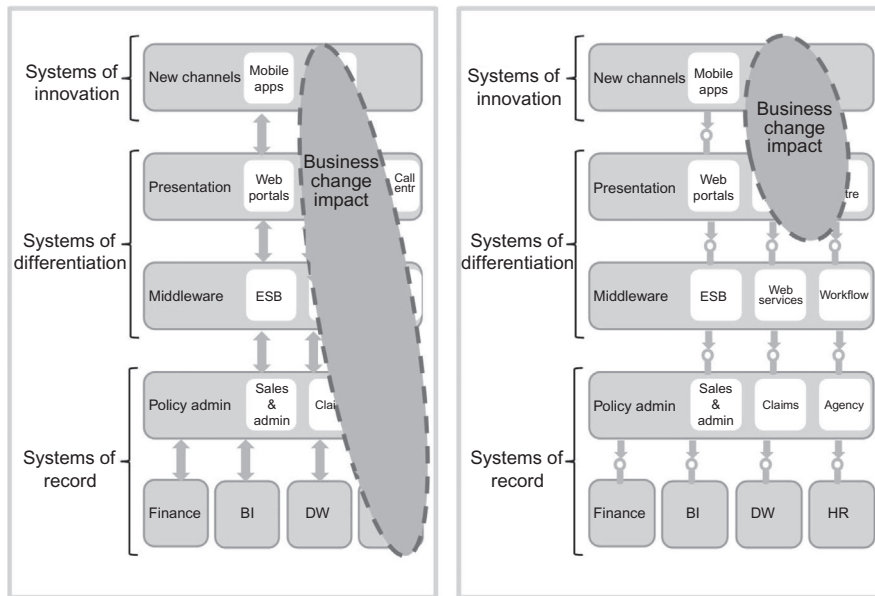 Systems of
innovation
New channels
Mobile
apps
Business
change
impact
Systems of
differentiation
Presentation
Web
portals
Call
entr
Middleware
ESB
Systems of
record
Policy admin
Sales
&
admin
Clai
Finance
BI
DW
Systems of
innovation
New channels
Mobile
apps
Business
change
impact
Systems of
differentiation
Presentation
Web
portals
tre
Middleware
ESB
Web
services
Workflow
Systems of
record
Policy admin
Sales
&
admin
Claims
Agency
Finance
BI
DW
HR